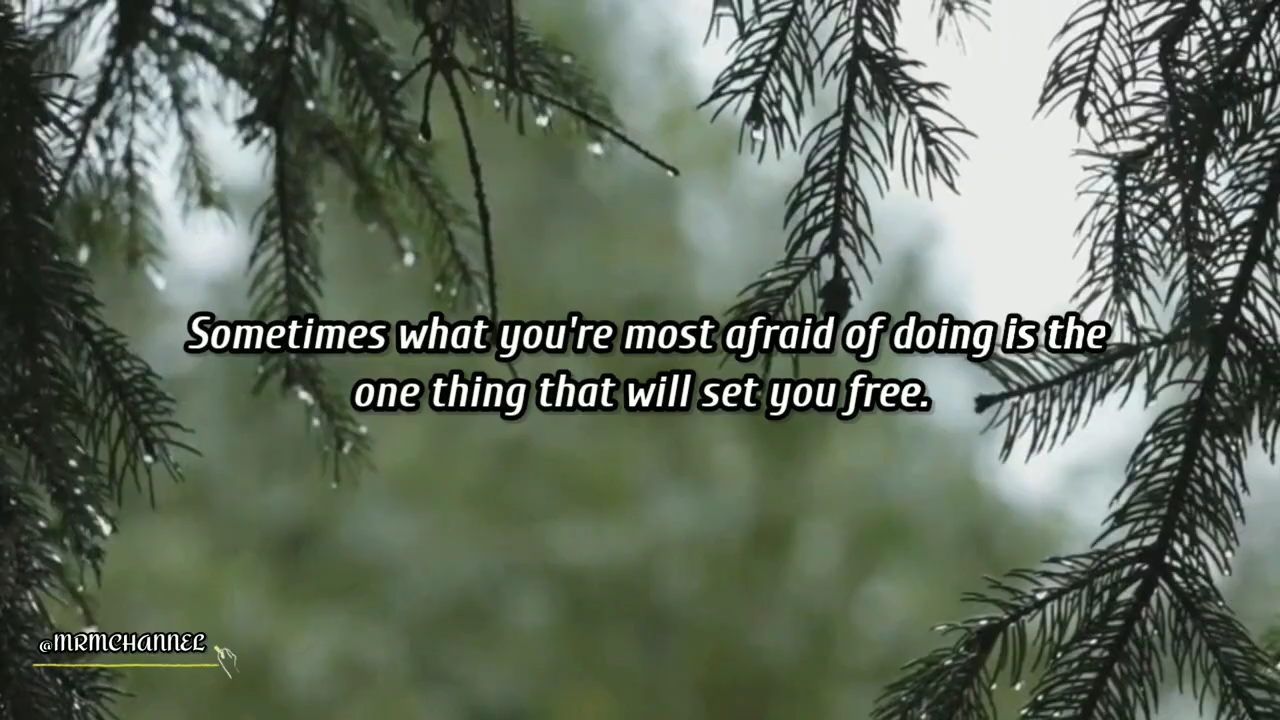 Sometimes what you're most afraid of doing is the
one thing that will set you free.
@MRMCHANNEL